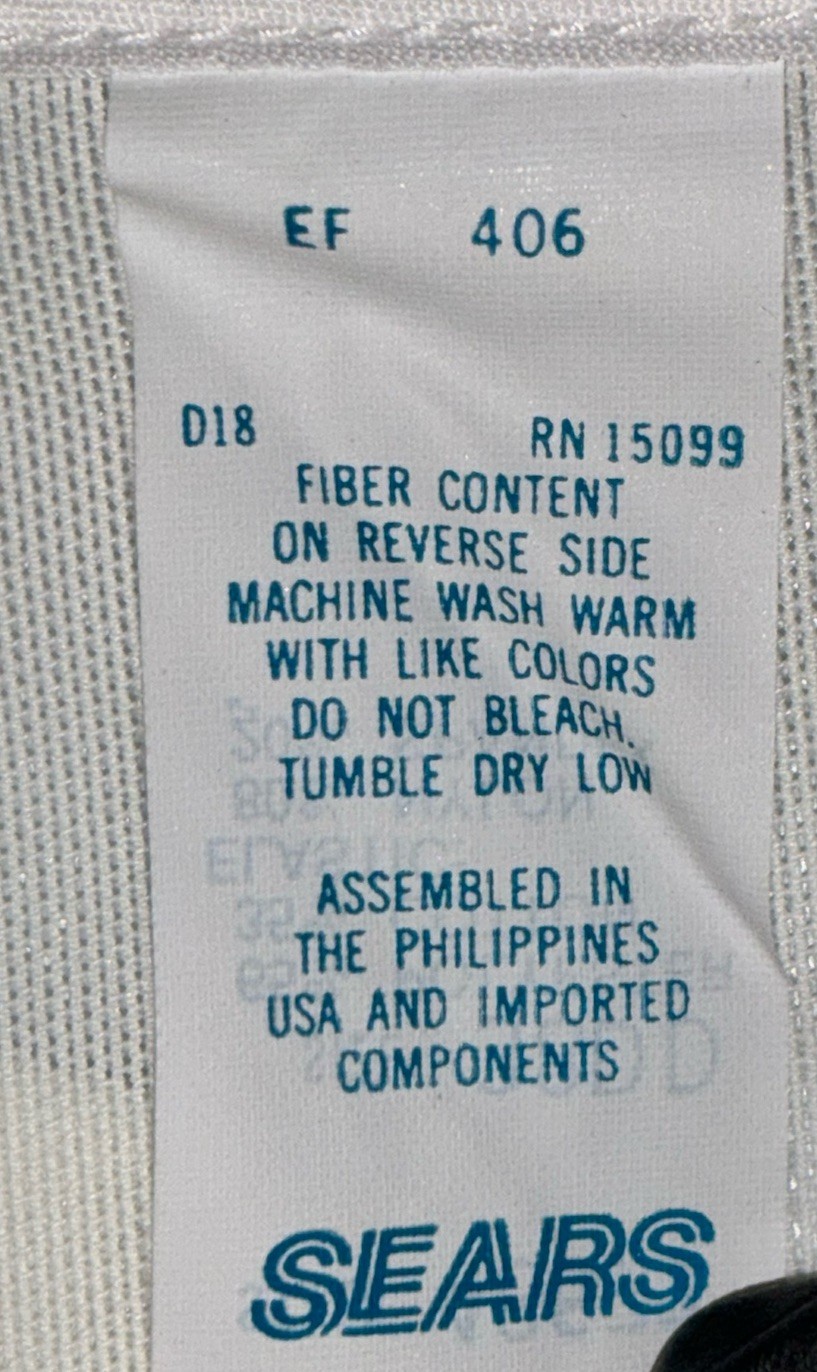 EF 406
D18 RN 15099
FIBER CONTENT
ON REVERSE SIDE
MACHINE WASH WARM
WITH LIKE COLORS
DO NOT BLEACH.
TUMBLE DRY LOW
ASSEMBLED IN
THE PHILIPPINES
USA AND IMPORTED
COMPONENTS
SEARS